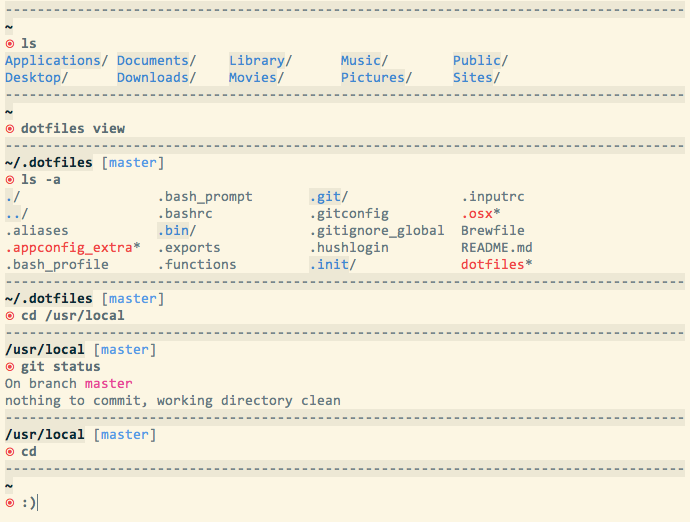 --------------------------------------------------------------------------------------
~
⦿ ls
Applications/ Documents/    Library/      Music/        Public/
Desktop/      Downloads/    Movies/       Pictures/     Sites/
--------------------------------------------------------------------------------------
~
⦿ dotfiles view
--------------------------------------------------------------------------------------
~/.dotfiles [master]
⦿ ls -a
./                 .bash_prompt       .git/              .inputrc
../                .bashrc            .gitconfig         .osx*
.aliases           .bin/              .gitignore_global  Brewfile
.appconfig_extra*  .exports           .hushlogin         README.md
.bash_profile      .functions         .init/             dotfiles*
--------------------------------------------------------------------------------------
~/.dotfiles [master]
⦿ cd /usr/local
--------------------------------------------------------------------------------------
/usr/local [master]
⦿ git status
On branch master
nothing to commit, working directory clean
--------------------------------------------------------------------------------------
/usr/local [master]
⦿ cd
--------------------------------------------------------------------------------------
~
⦿ :)